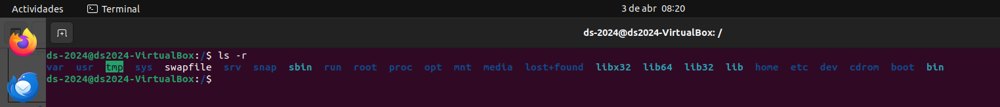 Actividades Terminal 3 de abr 08:20
ds-2024@ds2024-VirtualBox: /
ds-2024@ds2024-VirtualBox:/$ ls -r
var usr tmp sys swapfile srv snap sbin run root proc opt mnt media lost+found libx32 lib64 lib32 lib home etc dev cdrom boot bin
ds-2024@ds2024-VirtualBox:/$